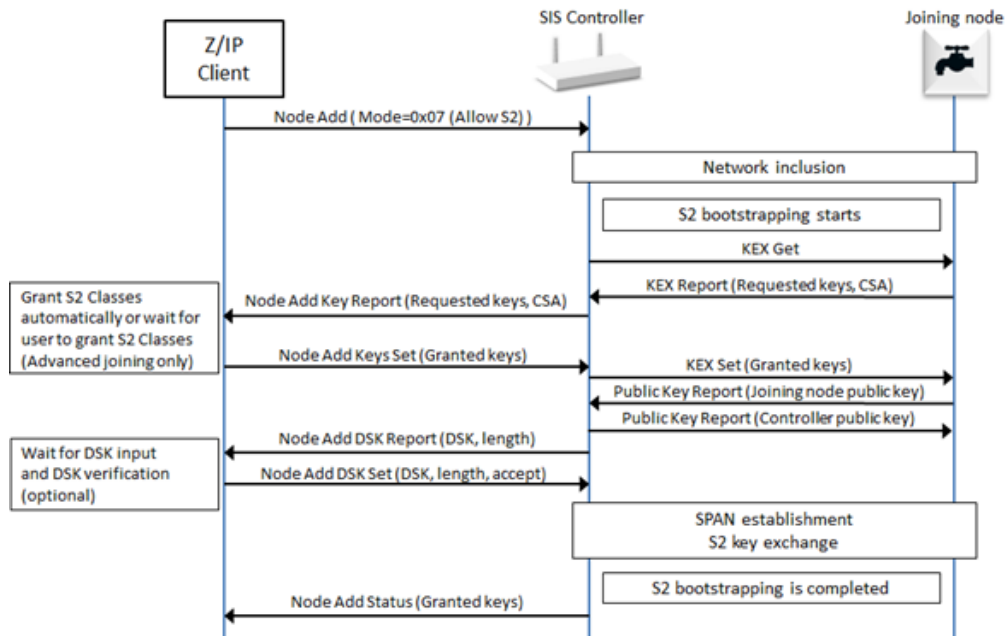 SIS Controller
Joining node
Z/IP
Client
Node Add ( Mode=0x07 (Allow S2) )
Network inclusion
S2 bootstrapping starts
KEX Get
KEX Report (Requested keys, CSA)
Node Add Key Report (Requested keys, CSA)
Grant S2 Classes
automatically or wait for
user to grant S2 Classes
(Advanced joining only)
Node Add Keys Set (Granted keys)
KEX Set (Granted keys)
Public Key Report (Joining node public key)
Public Key Report (Controller public key)
Node Add DSK Report (DSK, length)
Wait for DSK input
and DSK verification
(optional)
Node Add DSK Set (DSK, length, accept)
SPAN establishment
S2 key exchange
S2 bootstrapping is completed
Node Add Status (Granted keys)